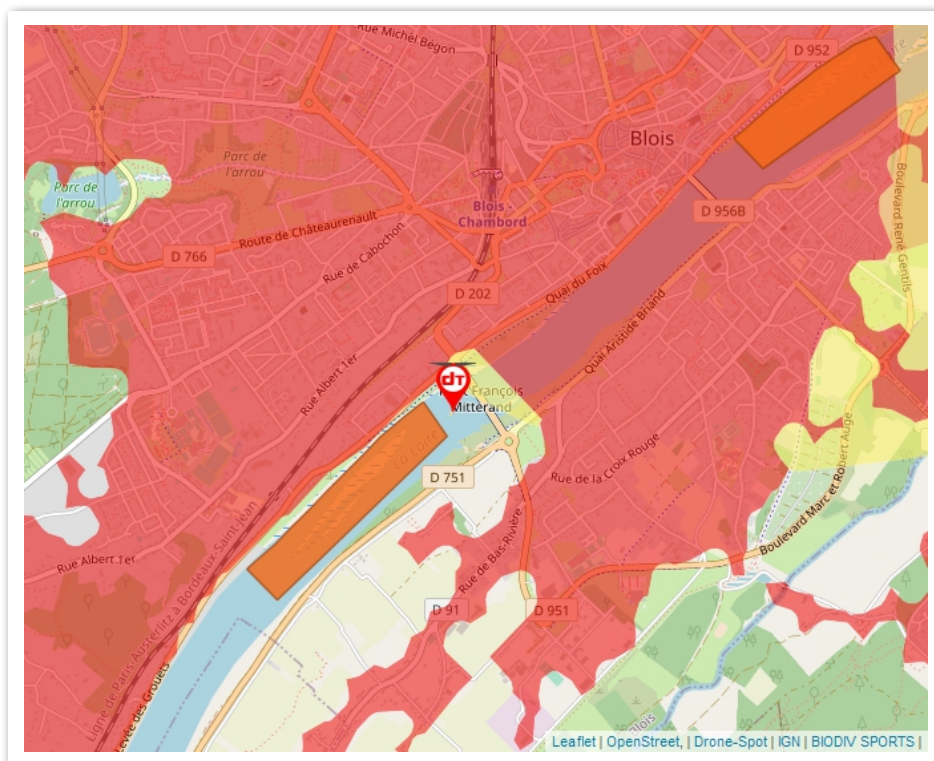 Rue Michel Bégon
D 952
Blois
Parc de
l'arrou
Parc de
l'arrou
Blois -
Chambord
D 956B
Boulevard René Gentils
Route de Châteaurenault
D 766
Rue de Cabochon
Quai du Foix
D 202
Quai Aristide Briand
Rue Albert 1er
dT
François
Mitterand
La Loire
D 751
Rue de la Croix Rouge
Boulevard Marc et Robert Auge
Rue Albert 1er
Rue de Bas-Rivière
D 91
D 951
Ligne de Paris-Austerlitz à Bordeaux-Saint-Jean
Levée des Grouëts
Blois
Leaflet | OpenStreet, | Drone-Spot | IGN | BIODIV SPORTS |